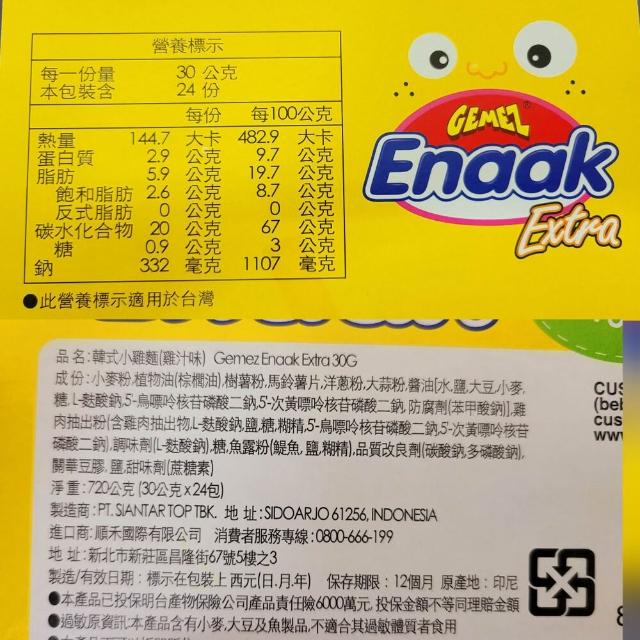 營養標示
每一份量 30 公克
本包裝含 24 份
每份 每100公克
熱量 144.7 大卡 482.9 大卡
蛋白質 2.9 公克 9.7 公克
脂肪 5.9 公克 19.7 公克
飽和脂肪 2.6 公克 8.7 公克
反式脂肪 0 公克 0 公克
碳水化合物 20 公克 67 公克
糖 0.9 公克 3 公克
鈉 332 毫克 1107 毫克
●此營養標示適用於台灣
GEMEZ
Enaak
Extra
品名:韓式小雞麵(雞汁味) Gemez Enaak Extra 30G
成份:小麥粉,植物油(棕櫚油),樹薯粉,馬鈴薯片,洋蔥粉,大蒜粉,醬油[水,鹽,大豆,小麥,
糖,L-麩酸鈉,5-鳥嘌呤核苷磷酸二鈉,5-次黃嘌呤核苷磷酸二鈉,防腐劑(苯甲酸鈉)],雞
肉抽出粉(含雞肉抽出物,L-麩酸鈉,鹽,糖,糊精,5-鳥嘌呤核苷磷酸二鈉,5-次黃嘌呤核苷
磷酸二鈉),調味劑(L-麩酸鈉),糖,魚露粉(鯷魚,鹽,糊精),品質改良劑(碳酸鈉,多磷酸鈉),
關華豆膠,鹽,甜味劑(蔗糖素)
淨重:720公克 (30公克x24包)
製造商:PT. SIANTAR TOP TBK. 地址:SIDOARJO 61256, INDONESIA
進口商:順禾國際有限公司 消費者服務專線:0800-666-199
地址:新北市新莊區昌隆街67號5樓之3
製造/有效日期:標示在包裝上 西元(日.月.年) 保存期限:12個月 原產地:印尼
●本產品已投保明台產物保險公司產品責任險6000萬元,投保金額不等同理賠金額
●過敏原資訊:本產品含有小麥,大豆及魚製品,不適合其過敏體質者食用
CUS
(bel
cus
www